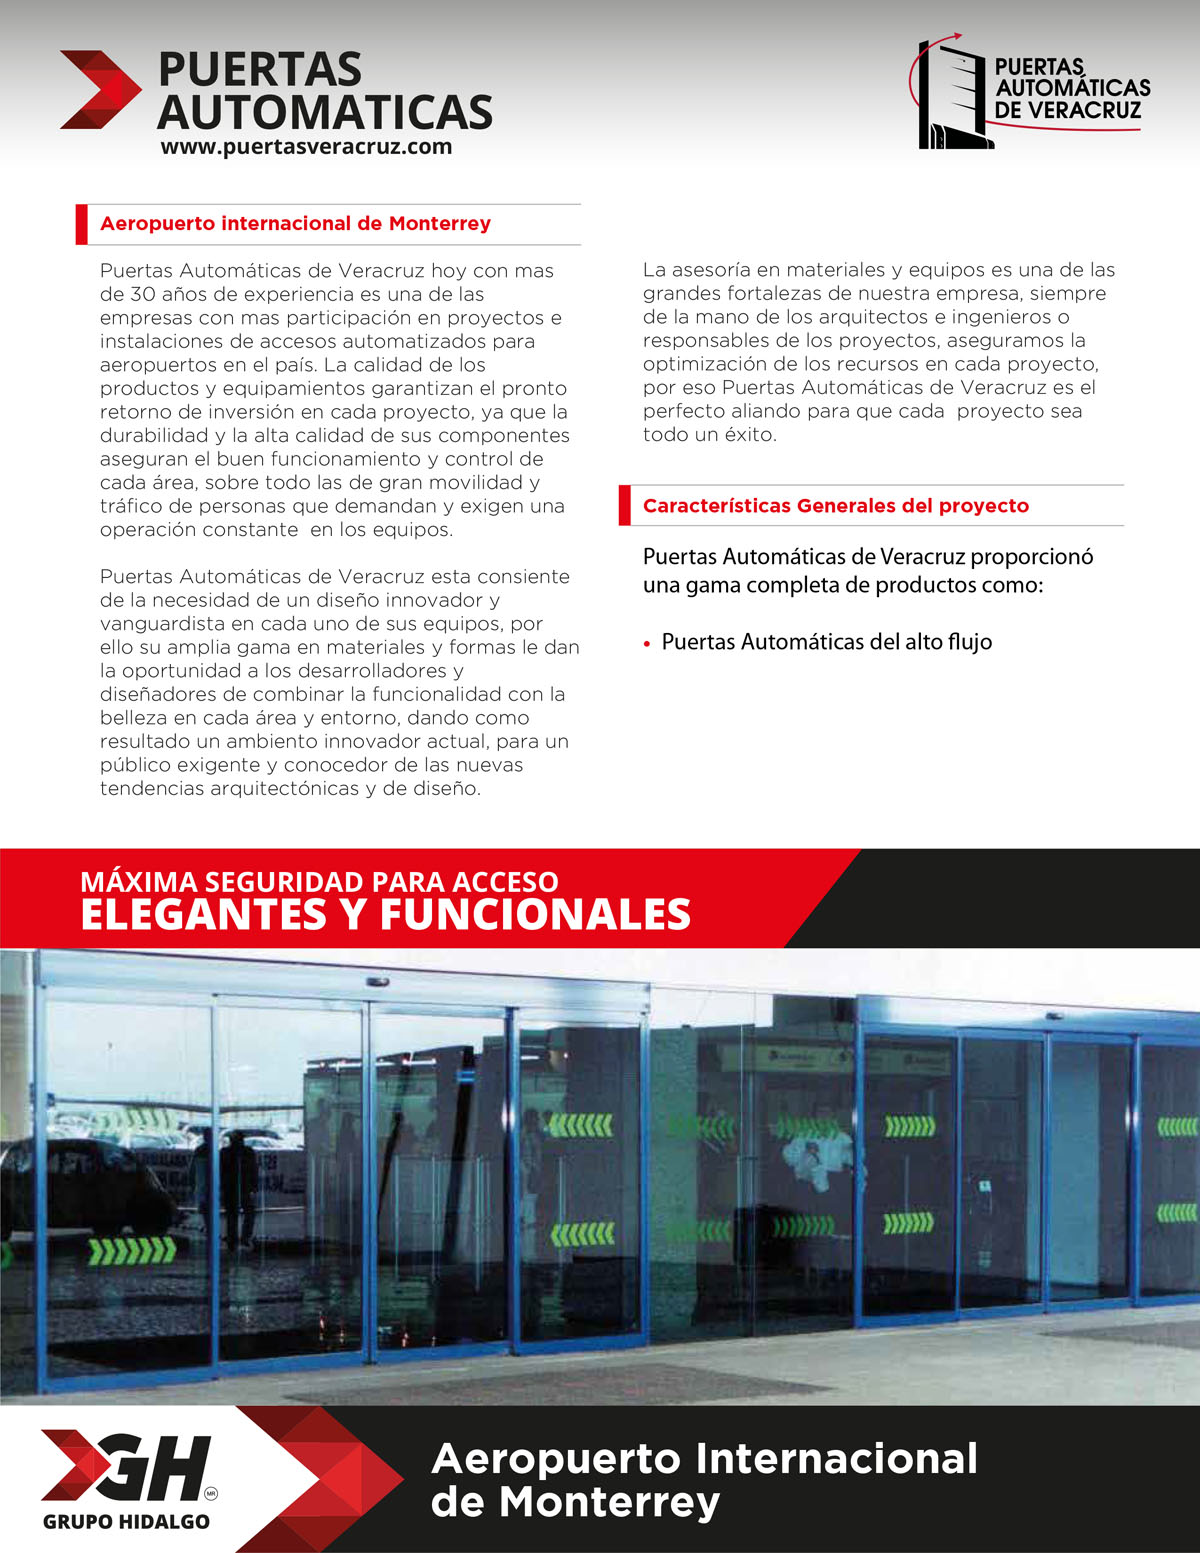 PUERTAS
AUTOMATICAS
www.puertasveracruz.com
PUERTAS
AUTOMÁTICAS
DE VERACRUZ
Aeropuerto internacional de Monterrey
Puertas Automáticas de Veracruz hoy con mas
de 30 años de experiencia es una de las
empresas con mas participación en proyectos e
instalaciones de accesos automatizados para
aeropuertos en el país. La calidad de los
productos y equipamientos garantizan el pronto
retorno de inversión en cada proyecto, ya que la
durabilidad y la alta calidad de sus componentes
aseguran el buen funcionamiento y control de
cada área, sobre todo las de gran movilidad y
tráfico de personas que demandan y exigen una
operación constante  en los equipos.
Puertas Automáticas de Veracruz esta consiente
de la necesidad de un diseño innovador y
vanguardista en cada uno de sus equipos, por
ello su amplia gama en materiales y formas le dan
la oportunidad a los desarrolladores y
diseñadores de combinar la funcionalidad con la
belleza en cada área y entorno, dando como
resultado un ambiento innovador actual, para un
público exigente y conocedor de las nuevas
tendencias arquitectónicas y de diseño.
La asesoría en materiales y equipos es una de las
grandes fortalezas de nuestra empresa, siempre
de la mano de los arquitectos e ingenieros o
responsables de los proyectos, aseguramos la
optimización de los recursos en cada proyecto,
por eso Puertas Automáticas de Veracruz es el
perfecto aliando para que cada  proyecto sea
todo un éxito.
Características Generales del proyecto
Puertas Automáticas de Veracruz proporcionó
una gama completa de productos como:
• Puertas Automáticas del alto flujo
MÁXIMA SEGURIDAD PARA ACCESO
ELEGANTES Y FUNCIONALES
GH
MR
GRUPO HIDALGO
Aeropuerto Internacional
de Monterrey